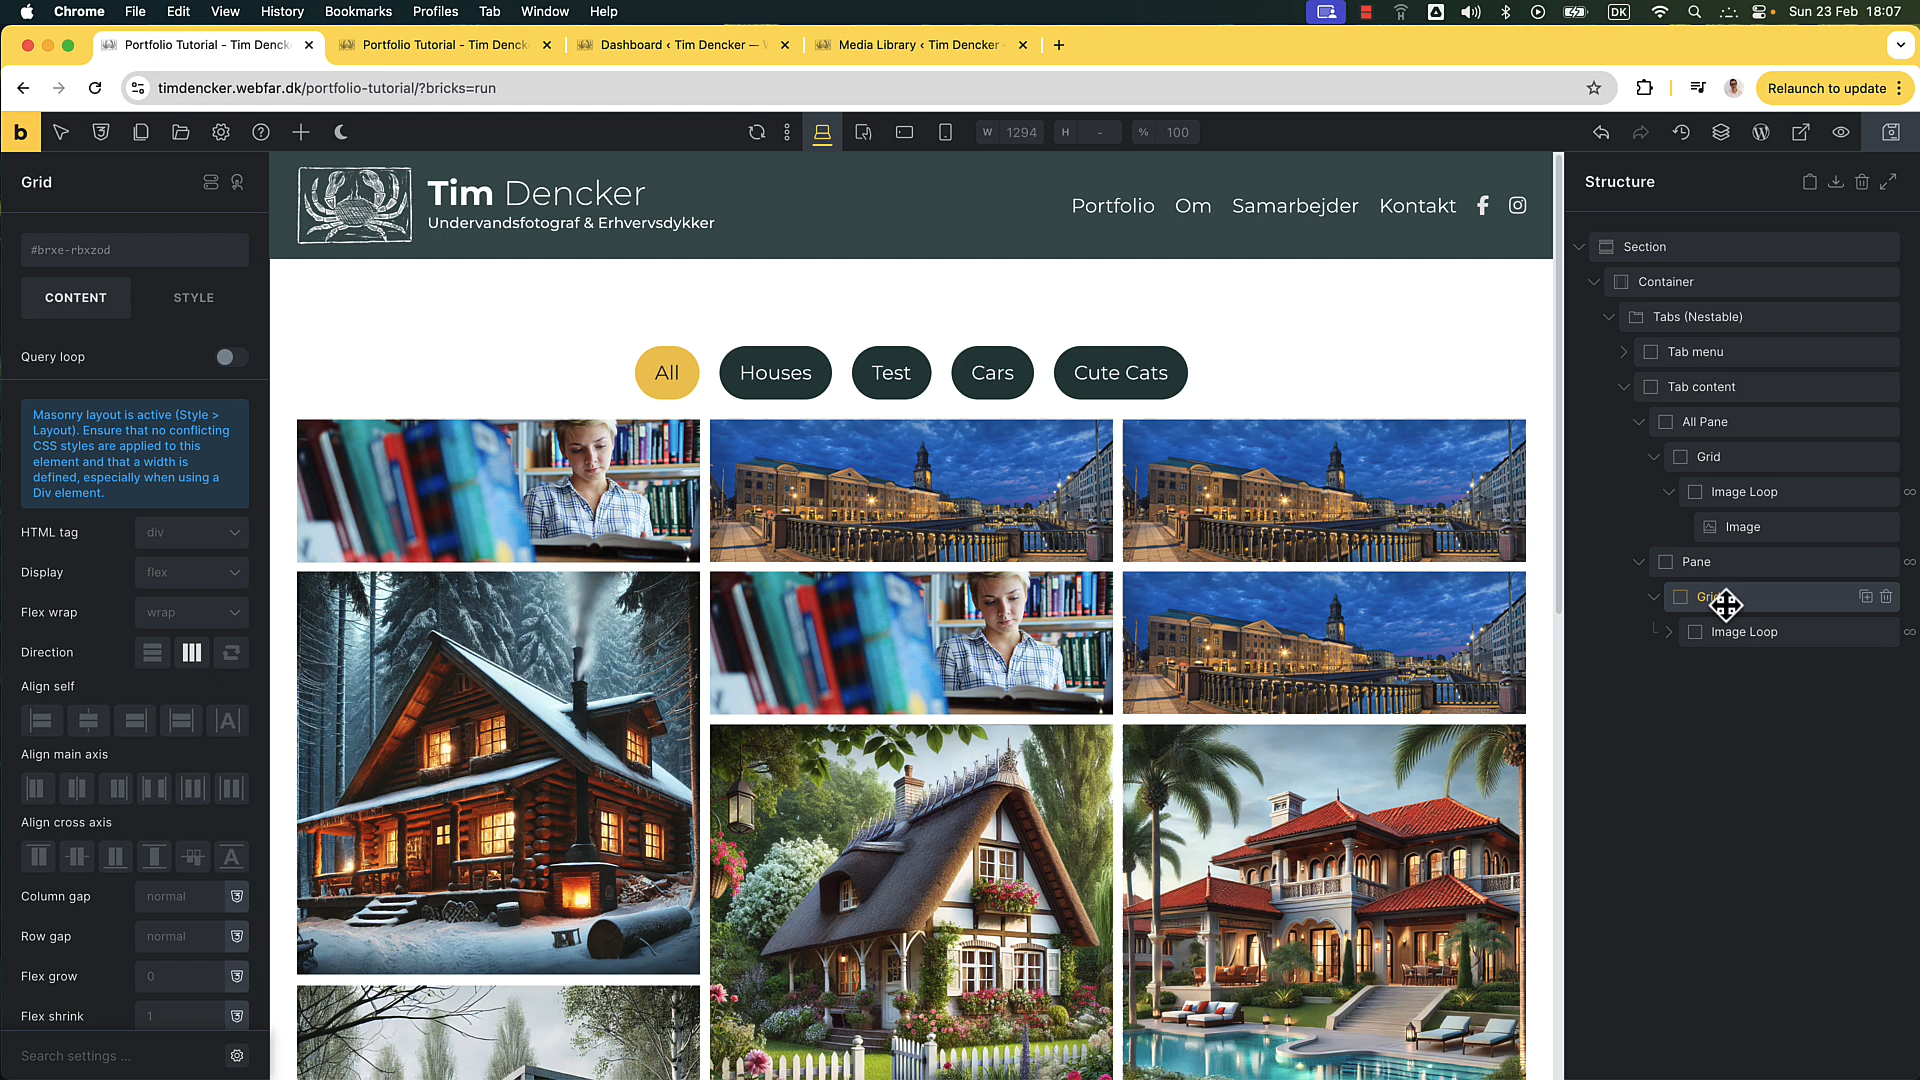 Chrome File Edit View History Bookmarks Profiles Tab Window Help
DK
Sun 23 Feb 18:07
Portfolio Tutorial - Tim Dencke
Portfolio Tutorial - Tim Dencke
Dashboard ‹ Tim Dencker —
Media Library ‹ Tim Dencker
timdencker.webfar.dk/portfolio-tutorial/?bricks=run
Relaunch to update
b
W 1294
H -
% 100
Grid
#brxe-rbxzod
CONTENT
STYLE
Query loop
Masonry layout is active (Style >
Layout). Ensure that no conflicting
CSS styles are applied to this
element and that a width is
defined, especially when using a
Div element.
HTML tag
div
Display
flex
Flex wrap
wrap
Direction
Align self
Align main axis
Align cross axis
Column gap
normal
Row gap
normal
Flex grow
0
Flex shrink
1
Search settings ...
Tim Dencker
Undervandsfotograf & Erhvervsdykker
Portfolio Om Samarbejder Kontakt
All
Houses
Test
Cars
Cute Cats
Structure
Section
Container
Tabs (Nestable)
Tab menu
Tab content
All Pane
Grid
Image Loop
Image
Pane
Grid
Image Loop